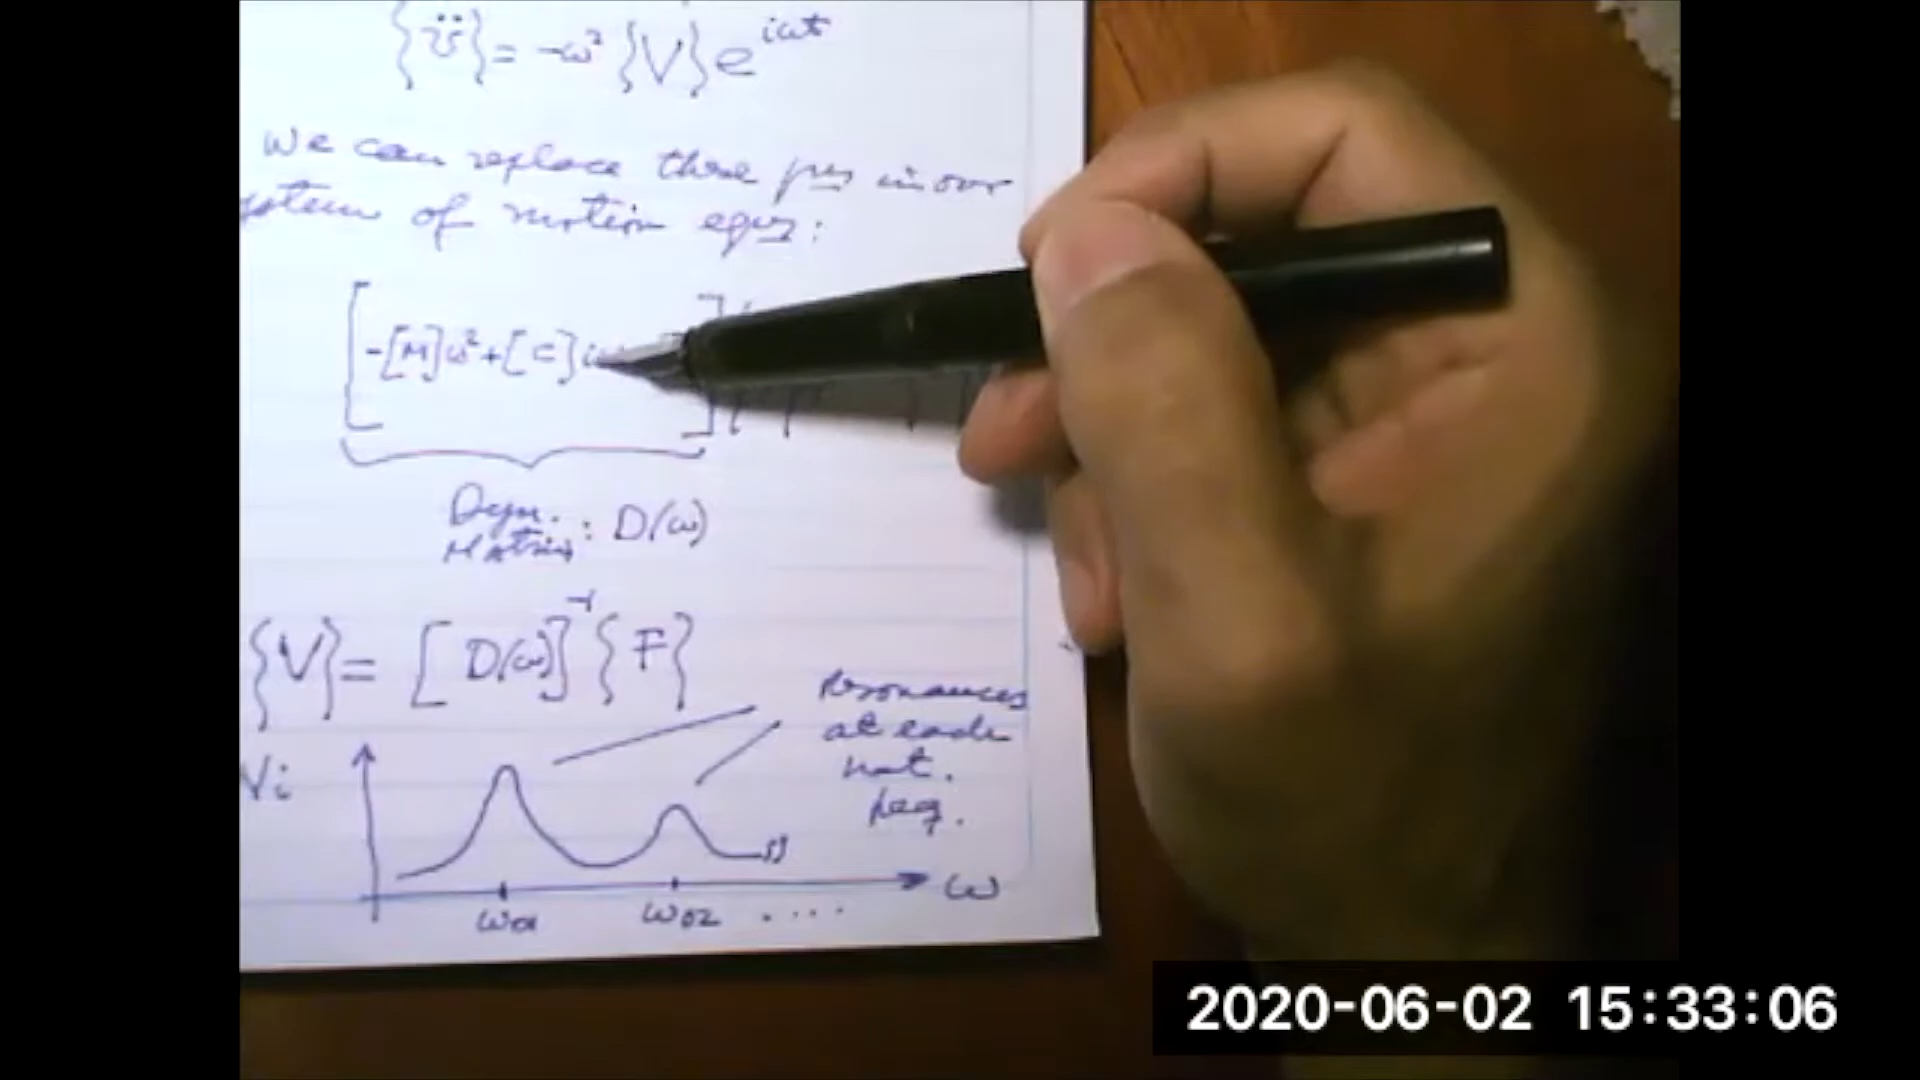 {v̈} = -ω² {V} e^{iωt}
We can replace these in our
system of motion eqs:
[-[M]ω²+[C]i
Dyn.
Matrix : D(ω)
{V} = [D(ω)]⁻¹ {F}
Resonances
at each
nat.
freq.
Vi
ω
ω01 ω02 ....
2020-06-02 15:33:06